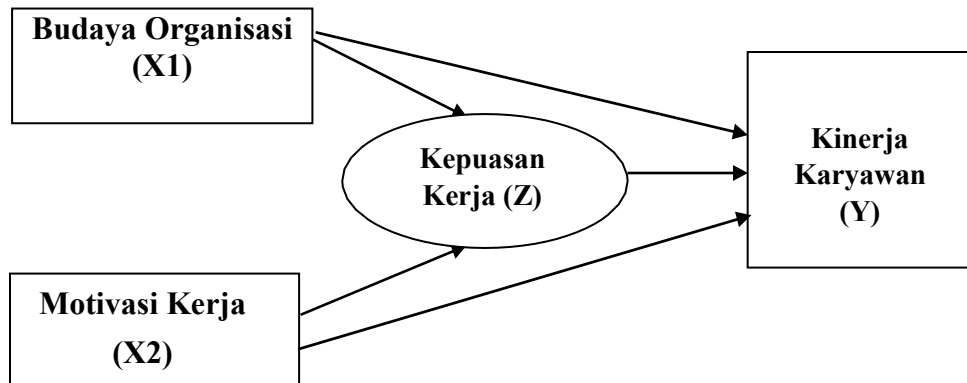 Budaya Organisasi
(X1)
Kepuasan
Kerja (Z)
Kinerja
Karyawan
(Y)
Motivasi Kerja
(X2)